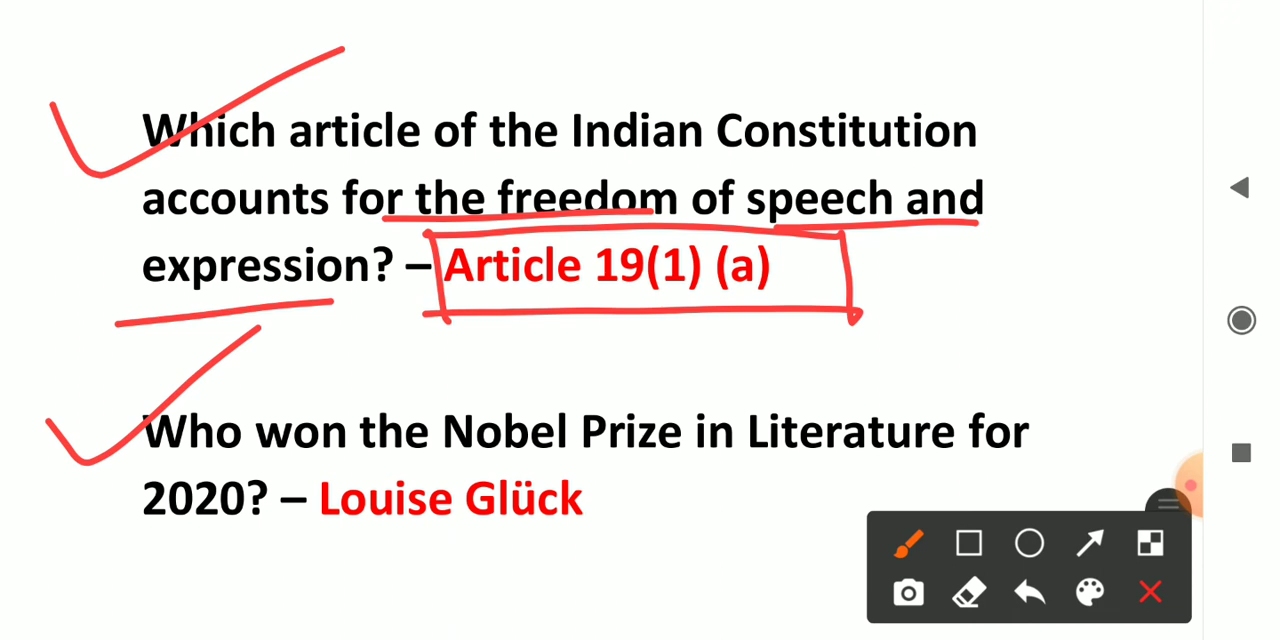 Which article of the Indian Constitution
accounts for the freedom of speech and
expression? – Article 19(1) (a)
Who won the Nobel Prize in Literature for
2020? – Louise Glück